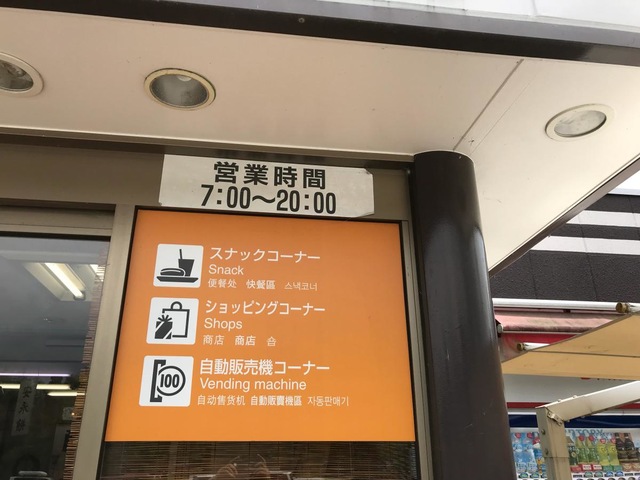 営業時間
7:00～20:00
スナックコーナー
Snack
便餐处 快餐區 스낵코너
ショッピングコーナー
Shops
商店 商店 숍
自動販売機コーナー
100
Vending machine
自动售货机 自動販賣機區 자동판매기